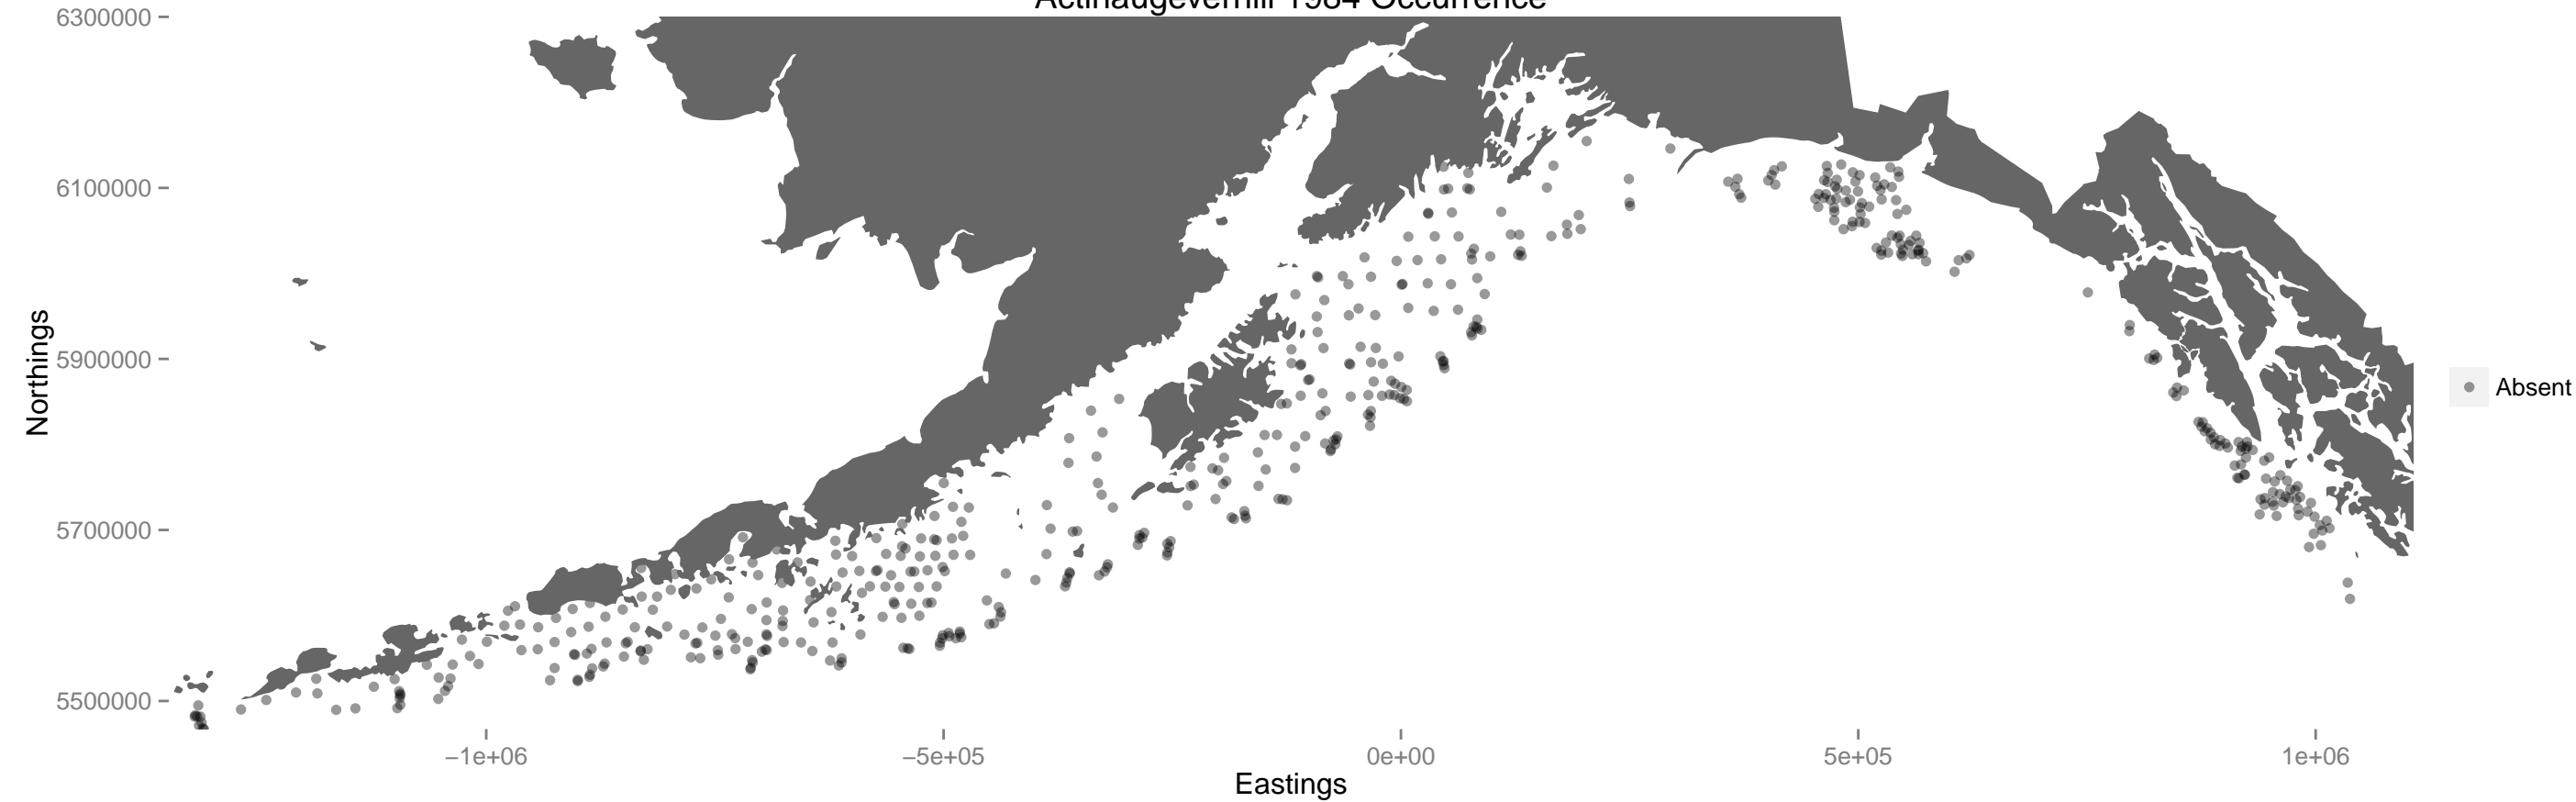 Actinaugeverrilli 1984 Occurrence
6300000
6100000
5900000
5700000
5500000
Northings
−1e+06
−5e+05
0e+00
5e+05
1e+06
Eastings
Absent